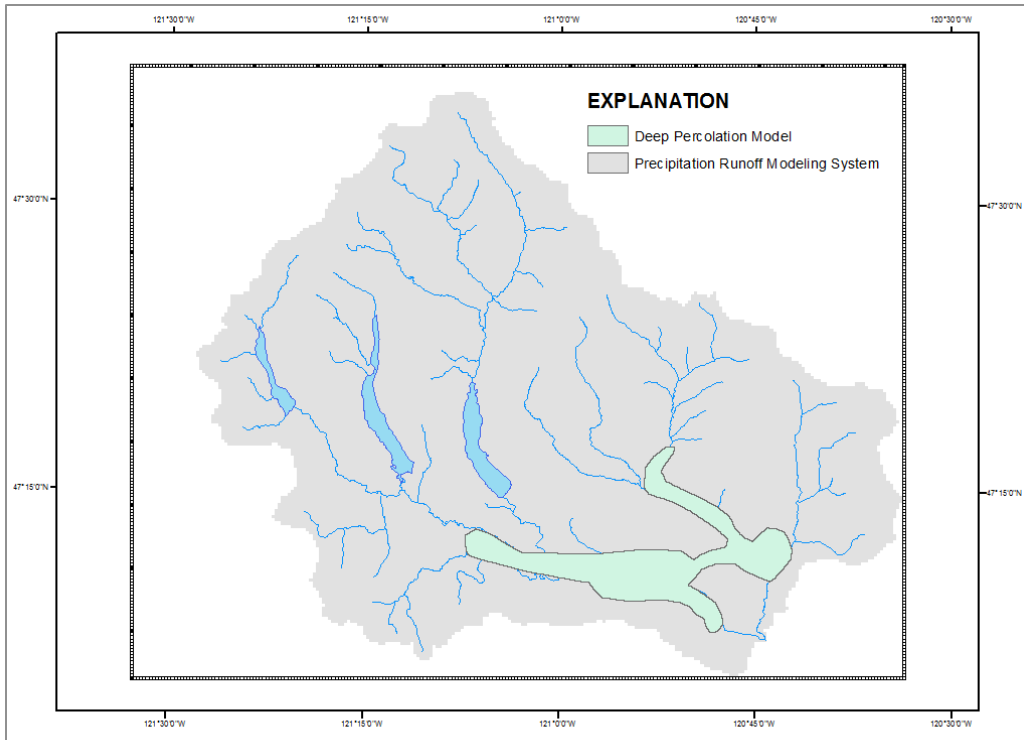 121°30'0"W 121°15'0"W 121°0'0"W 120°45'0"W 120°30'0"W
EXPLANATION
Deep Percolation Model
Precipitation Runoff Modeling System
47°30'0"N 47°30'0"N
47°15'0"N 47°15'0"N
121°30'0"W 121°15'0"W 121°0'0"W 120°45'0"W 120°30'0"W